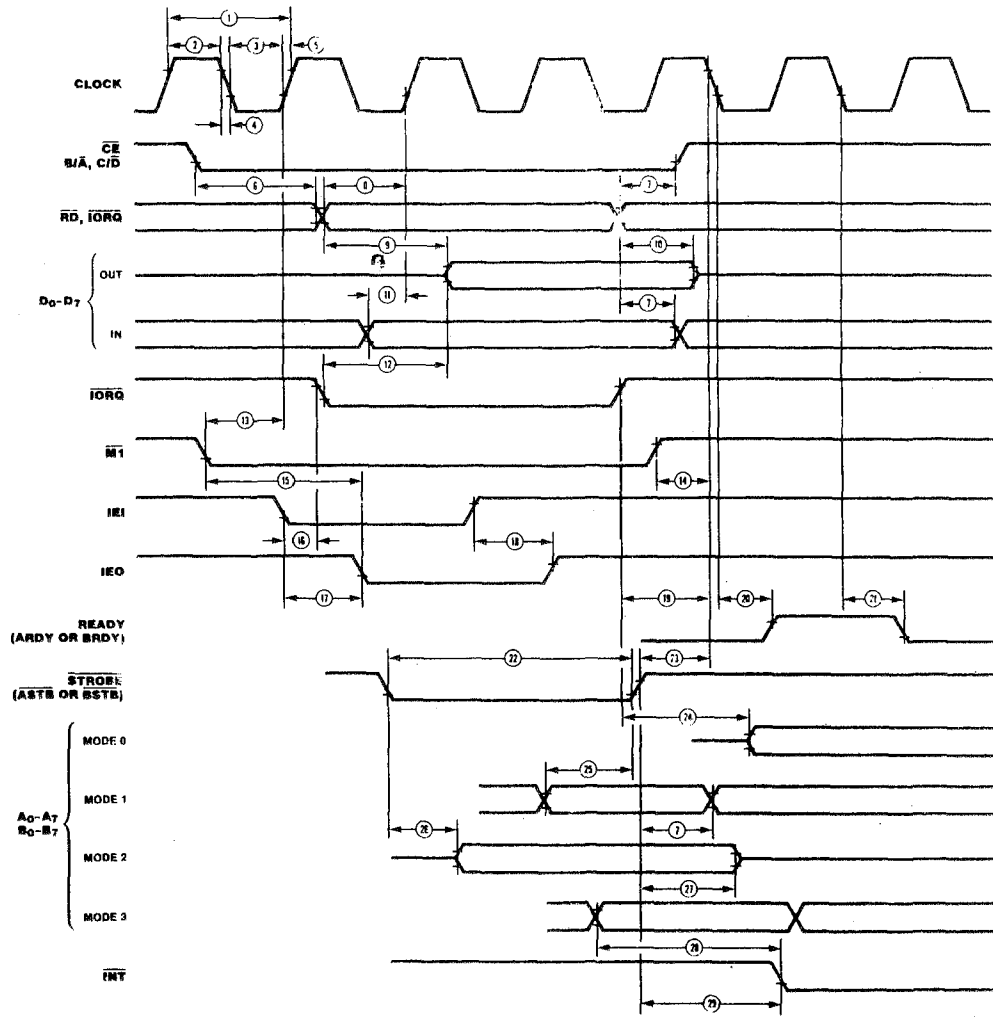 1
2 3 5
CLOCK
4
CE
B/A, C/D
6 8 7
RD, IORQ
9 10
OUT
11
D0-D7
7
IN
12
IORQ
13
M1
15 14
IEI
16 18
IEO
17 19 20 21
READY
(ARDY OR BRDY)
22 23
STROBE
(ASTB OR BSTB)
24
MODE 0
25
MODE 1
A0-A7
B0-B7
26 7
MODE 2
27
MODE 3
28
INT
29